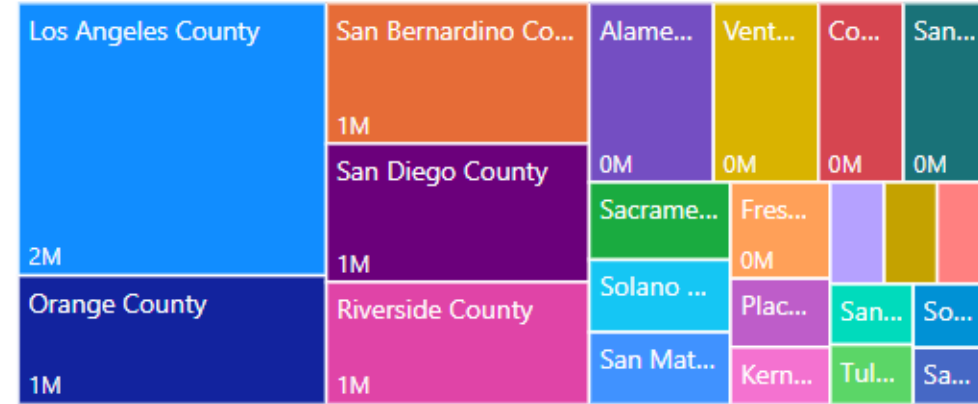 Los Angeles County
2M
Orange County
1M
San Bernardino Co...
1M
San Diego County
1M
Riverside County
1M
Alame...
0M
Vent...
0M
Co...
0M
San...
0M
Sacrame...
Solano ...
San Mat...
Fres...
0M
Plac...
Kern...
San...
Tul...
So...
Sa...